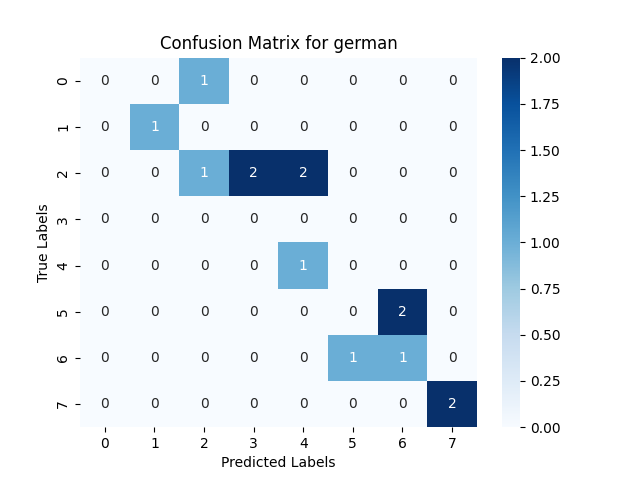 Confusion Matrix for german
True Labels
0 0 0 1 0 0 0 0 0
1 0 1 0 0 0 0 0 0
2 0 0 1 2 2 0 0 0
3 0 0 0 0 0 0 0 0
4 0 0 0 0 1 0 0 0
5 0 0 0 0 0 0 2 0
6 0 0 0 0 0 1 1 0
7 0 0 0 0 0 0 0 2
0 1 2 3 4 5 6 7
Predicted Labels
2.00
1.75
1.50
1.25
1.00
0.75
0.50
0.25
0.00